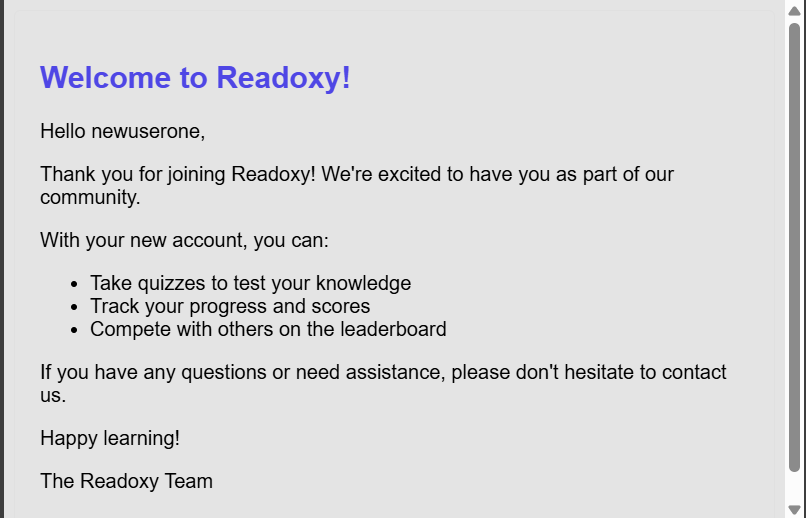 Welcome to Readoxy!
Hello newuserone,
Thank you for joining Readoxy! We're excited to have you as part of our
community.
With your new account, you can:
• Take quizzes to test your knowledge
• Track your progress and scores
• Compete with others on the leaderboard
If you have any questions or need assistance, please don't hesitate to contact
us.
Happy learning!
The Readoxy Team